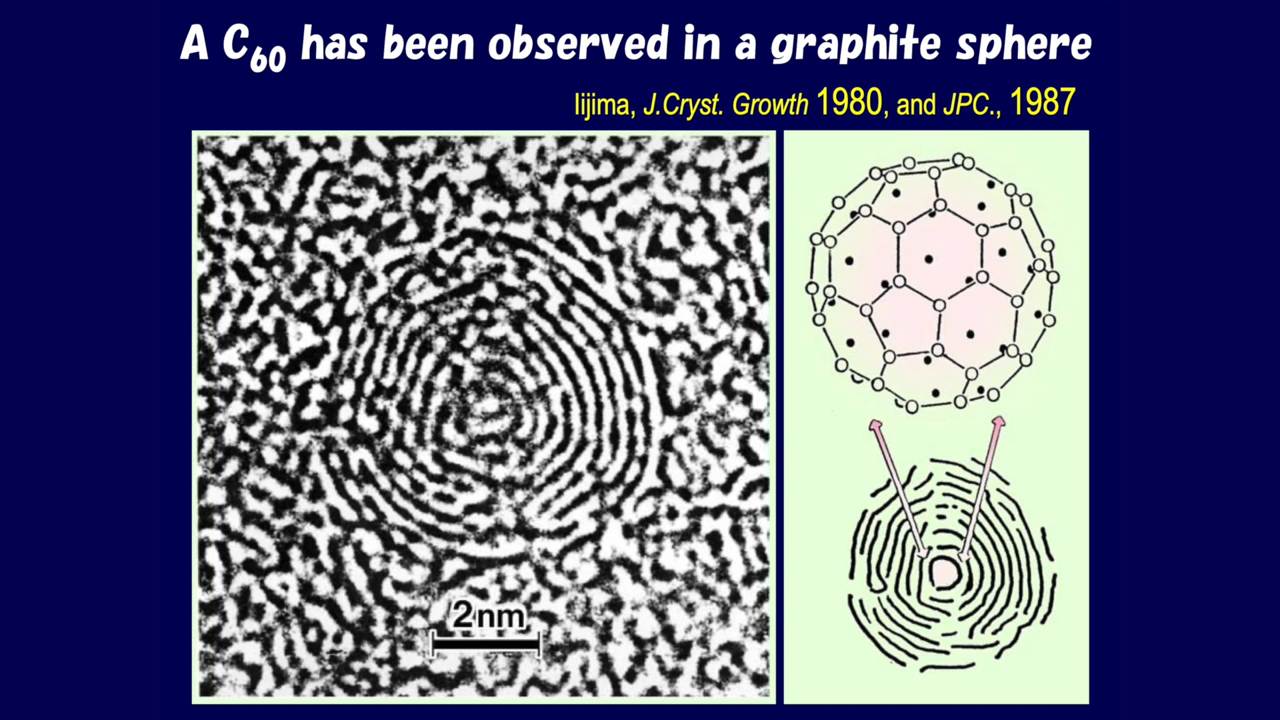 A C60 has been observed in a graphite sphere
Iijima, J.Cryst. Growth 1980, and JPC., 1987
2nm